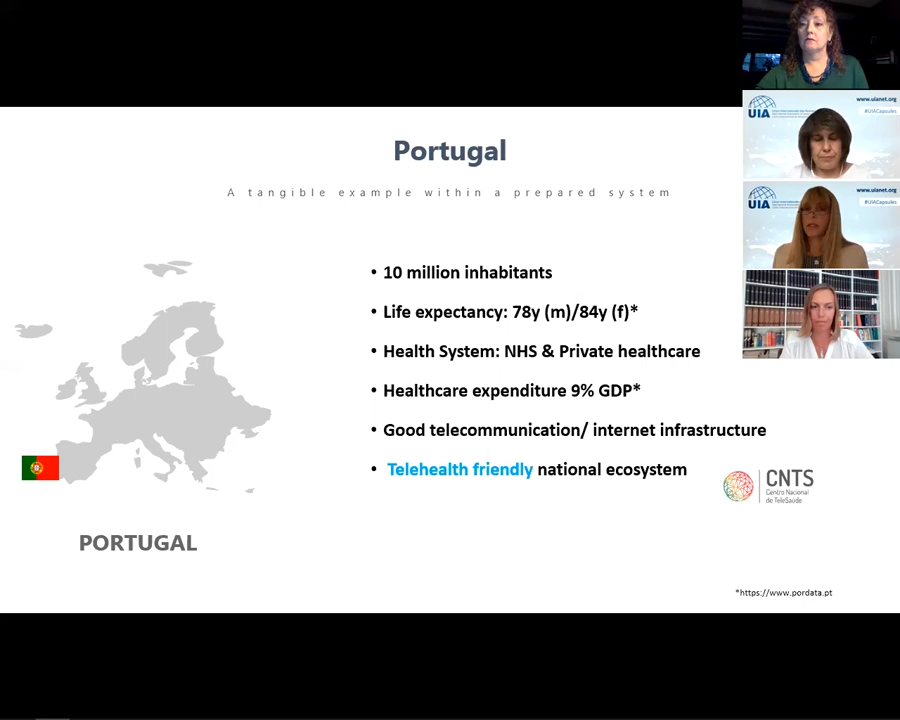 Portugal
A tangible example within a prepared system
• 10 million inhabitants
• Life expectancy: 78y (m)/84y (f)*
• Health System: NHS & Private healthcare
• Healthcare expenditure 9% GDP*
• Good telecommunication/ internet infrastructure
• Telehealth friendly national ecosystem
CNTS
Centro Nacional
de TeleSaúde
PORTUGAL
*https://www.pordata.pt
UIA
www.uianet.org
#UIACapsules
UIA
www.uianet.org
#UIACapsules